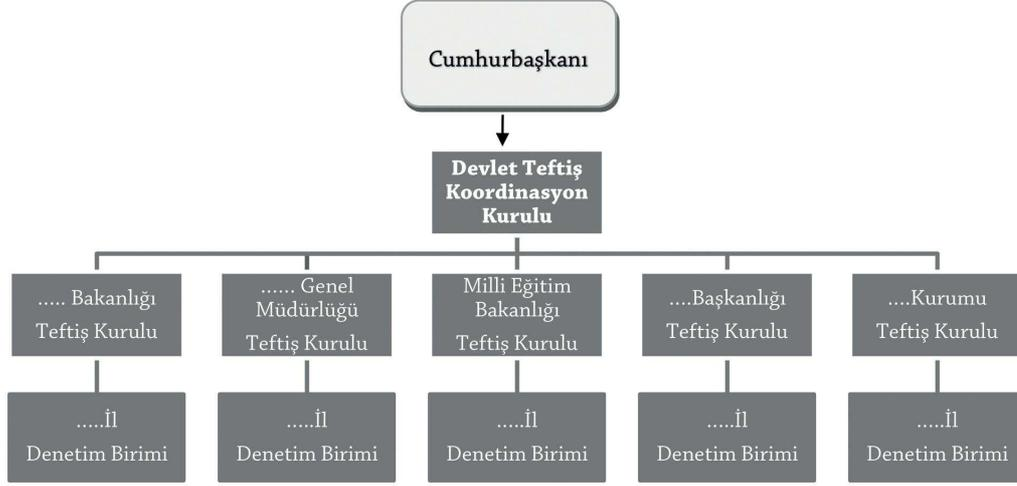 Cumhurbaşkanı
Devlet Teftiş
Koordinasyon
Kurulu
..... Bakanlığı
Teftiş Kurulu
...... Genel
Müdürlüğü
Teftiş Kurulu
Milli Eğitim
Bakanlığı
Teftiş Kurulu
....Başkanlığı
Teftiş Kurulu
....Kurumu
Teftiş Kurulu
.....İl
Denetim Birimi
.....İl
Denetim Birimi
.....İl
Denetim Birimi
.....İl
Denetim Birimi
.....İl
Denetim Birimi